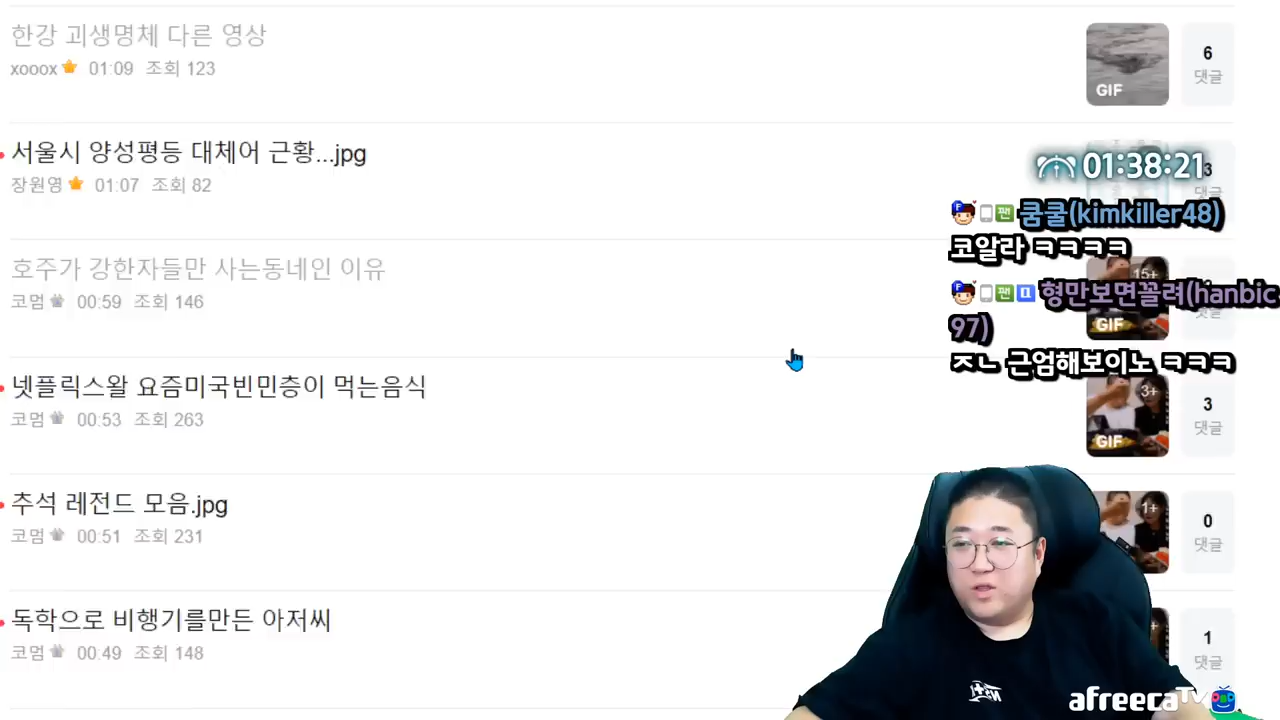 한강 괴생명체 다른 영상
xooox 01:09 조회 123
GIF
6
댓글
서울시 양성평등 대체어 근황...jpg
장원영 01:07 조회 82
01:38:21
3
댓글
쿰쿨(kimkiller48)
코알라 ㅋㅋㅋㅋ
호주가 강한자들만 사는동네인 이유
코멈 00:59 조회 146
15+
GIF
형만보면꼴려(hanbic
97)
ㅈㄴ 근엄해보이노 ㅋㅋㅋ
넷플릭스왈 요즘미국빈민층이 먹는음식
코멈 00:53 조회 263
3+
GIF
3
댓글
추석 레전드 모음.jpg
코멈 00:51 조회 231
1+
0
댓글
독학으로 비행기를만든 아저씨
코멈 00:49 조회 148
1
댓글
afreecaTV